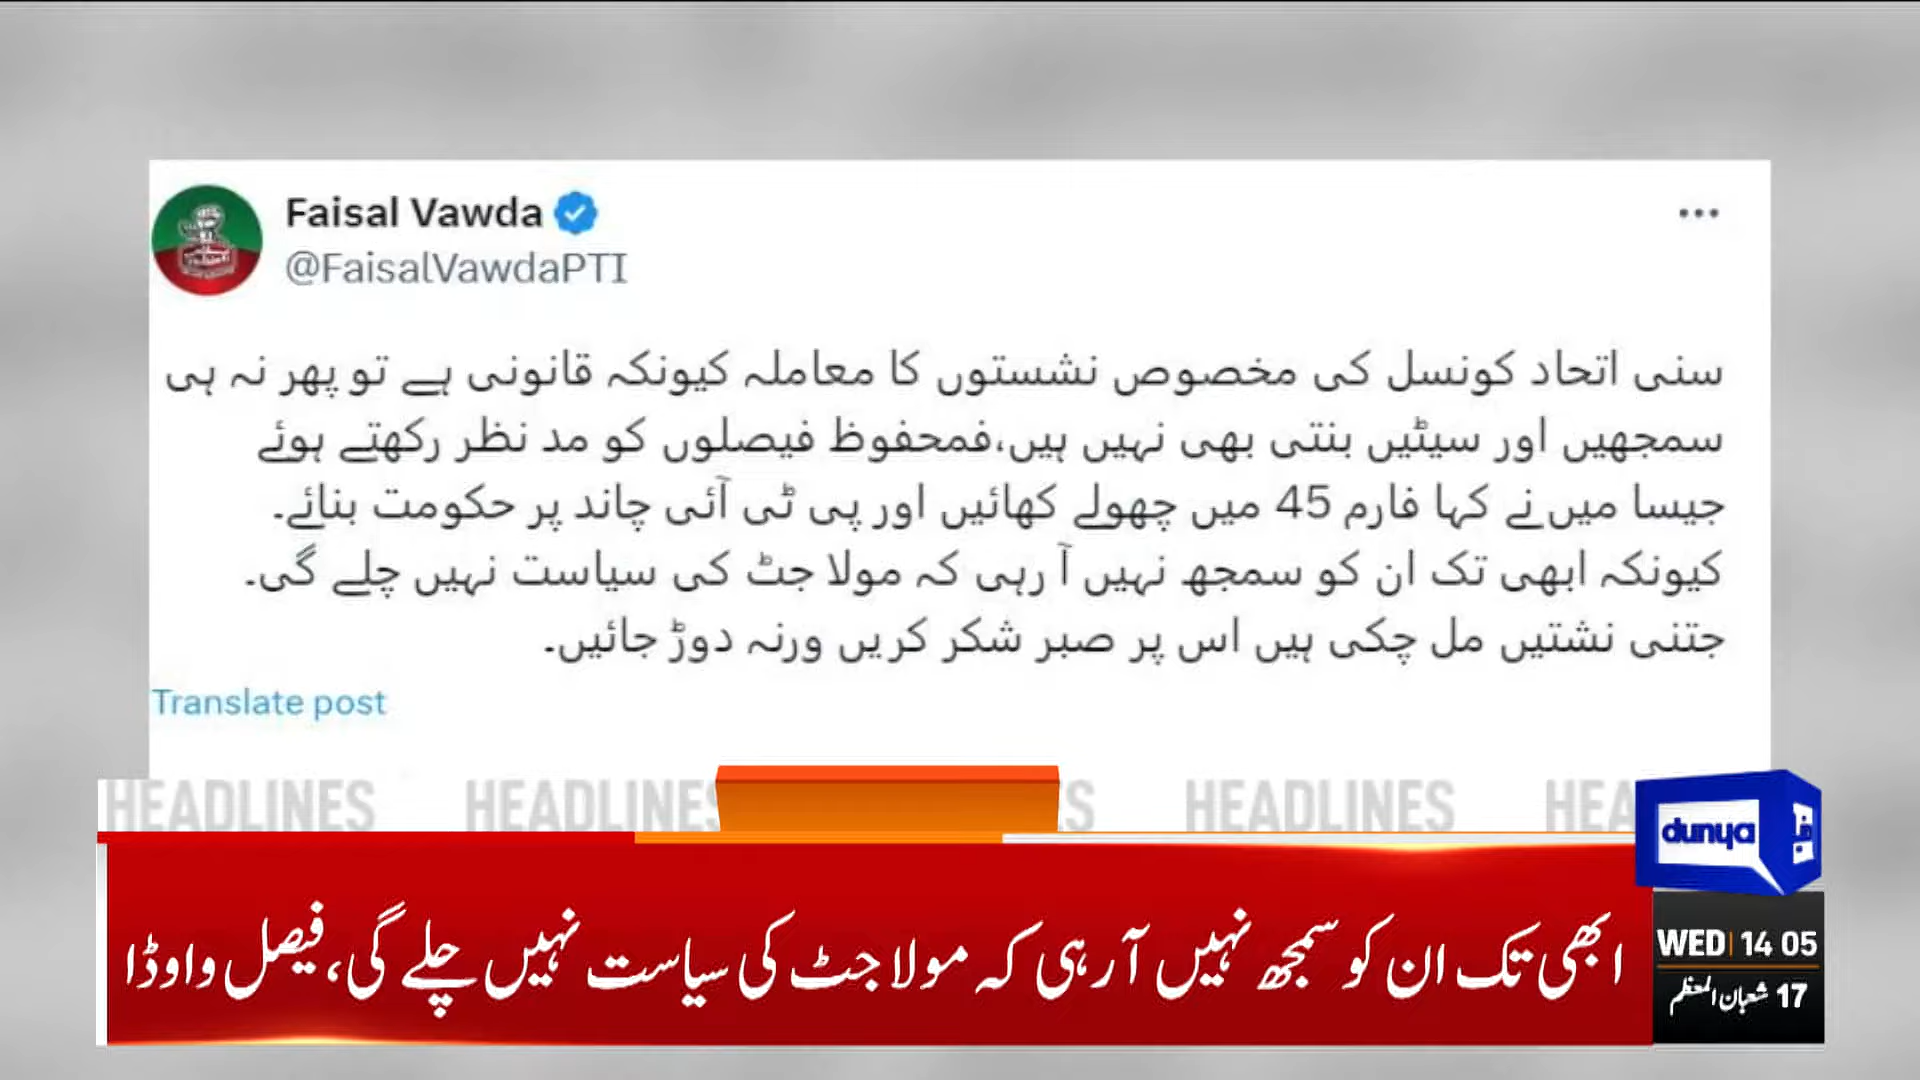 Faisal Vawda
@FaisalVawdaPTI
سنی اتحاد کونسل کی مخصوص نشستوں کا معاملہ کیونکہ قانونی ہے تو پھر نہ ہی
سمجھیں اور سیٹیں بنتی بھی نہیں ہیں،فمحفوظ فیصلوں کو مد نظر رکھتے ہوئے
جیسا میں نے کہا فارم 45 میں چھولے کھائیں اور پی ٹی آئی چاند پر حکومت بنائے۔
کیونکہ ابھی تک ان کو سمجھ نہیں آ رہی کہ مولا جٹ کی سیاست نہیں چلے گی۔
جتنی نشتیں مل چکی ہیں اس پر صبر شکر کریں ورنہ دوڑ جائیں۔
Translate post
HEADLINES HEADLINES S HEADLINES HEA
dunya
ابھی تک ان کو سمجھ نہیں آ رہی کہ مولا جٹ کی سیاست نہیں چلے گی، فیصل واوڈا
WED 14 05
17 شعبان المعظم